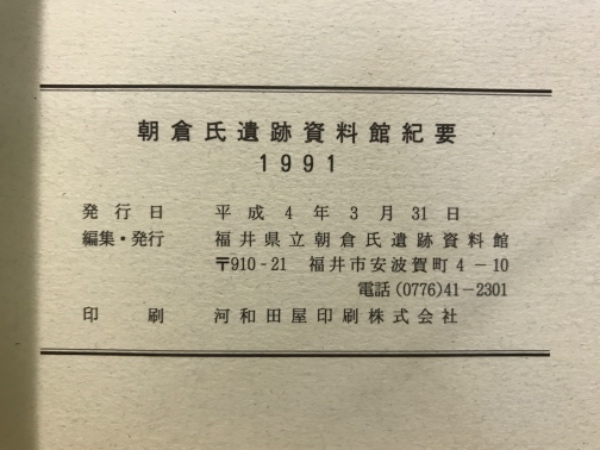 朝倉氏遺跡資料館紀要
1991
発行日 平成4年3月31日
編集・発行 福井県立朝倉氏遺跡資料館
〒910-21 福井市安波賀町4-10
電話(0776)41-2301
印刷 河和田屋印刷株式会社